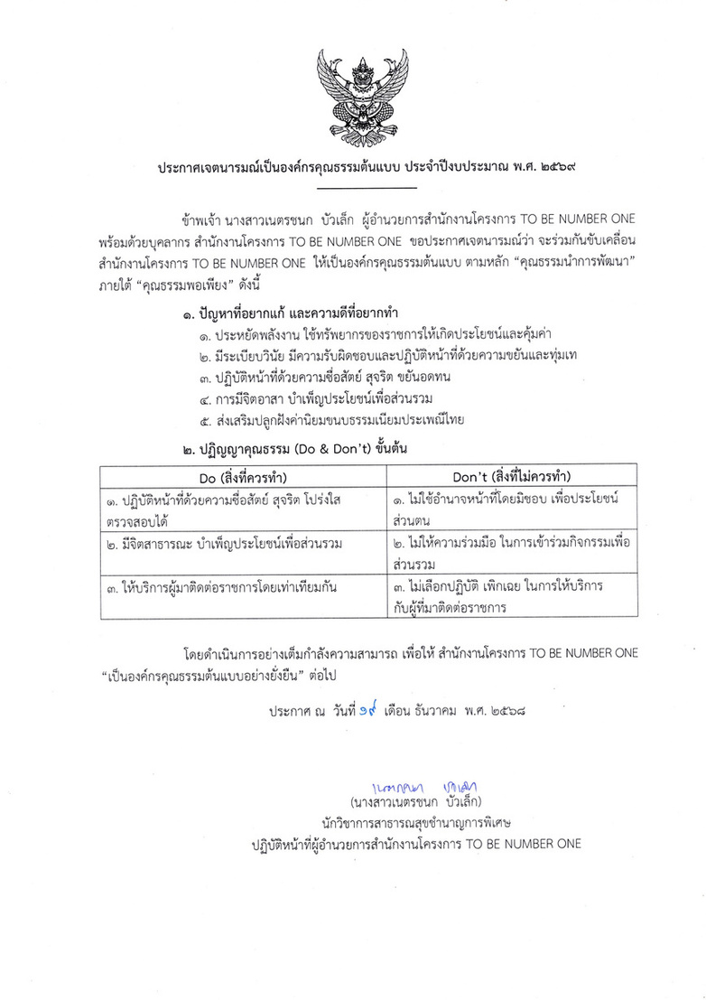 ประกาศเจตนารมณ์เป็นองค์กรคุณธรรมต้นแบบ ประจำปีงบประมาณ พ.ศ. ๒๕๖๙
ข้าพเจ้า นางสาวเนตรชนก บัวเล็ก ผู้อำนวยการสำนักงานโครงการ TO BE NUMBER ONE
พร้อมด้วยบุคลากร สำนักงานโครงการ TO BE NUMBER ONE ขอประกาศเจตนารมณ์ว่า จะร่วมกันขับเคลื่อน
สำนักงานโครงการ TO BE NUMBER ONE ให้เป็นองค์กรคุณธรรมต้นแบบ ตามหลัก “คุณธรรมนำการพัฒนา”
ภายใต้ “คุณธรรมพอเพียง” ดังนี้
๑. ปัญหาที่อยากแก้ และความดีที่อยากทำ
๑. ประหยัดพลังงาน ใช้ทรัพยากรของราชการให้เกิดประโยชน์และคุ้มค่า
๒. มีระเบียบวินัย มีความรับผิดชอบและปฏิบัติหน้าที่ด้วยความขยันและทุ่มเท
๓. ปฏิบัติหน้าที่ด้วยความซื่อสัตย์ สุจริต ขยันอดทน
๔. การมีจิตอาสา บำเพ็ญประโยชน์เพื่อส่วนรวม
๕. ส่งเสริมปลูกฝังค่านิยมขนบธรรมเนียมประเพณีไทย
๒. ปฏิญญาคุณธรรม (Do & Don't) ขั้นต้น
Do (สิ่งที่ควรทำ)
Don't (สิ่งที่ไม่ควรทำ)
๑. ปฏิบัติหน้าที่ด้วยความซื่อสัตย์ สุจริต โปร่งใส
ตรวจสอบได้
๑. ไม่ใช้อำนาจหน้าที่โดยมิชอบ เพื่อประโยชน์
ส่วนตน
๒. มีจิตสาธารณะ บำเพ็ญประโยชน์เพื่อส่วนรวม
๒. ไม่ให้ความร่วมมือ ในการเข้าร่วมกิจกรรมเพื่อ
ส่วนรวม
๓. ให้บริการผู้มาติดต่อราชการโดยเท่าเทียมกัน
๓. ไม่เลือกปฏิบัติ เพิกเฉย ในการให้บริการ
กับผู้ที่มาติดต่อราชการ
โดยดำเนินการอย่างเต็มกำลังความสามารถ เพื่อให้ สำนักงานโครงการ TO BE NUMBER ONE
“เป็นองค์กรคุณธรรมต้นแบบอย่างยั่งยืน” ต่อไป
ประกาศ ณ วันที่ ๑๙ เดือน ธันวาคม พ.ศ. ๒๕๖๘
เนตรชนก บัวเล็ก
(นางสาวเนตรชนก บัวเล็ก)
นักวิชาการสาธารณสุขชำนาญการพิเศษ
ปฏิบัติหน้าที่ผู้อำนวยการสำนักงานโครงการ TO BE NUMBER ONE